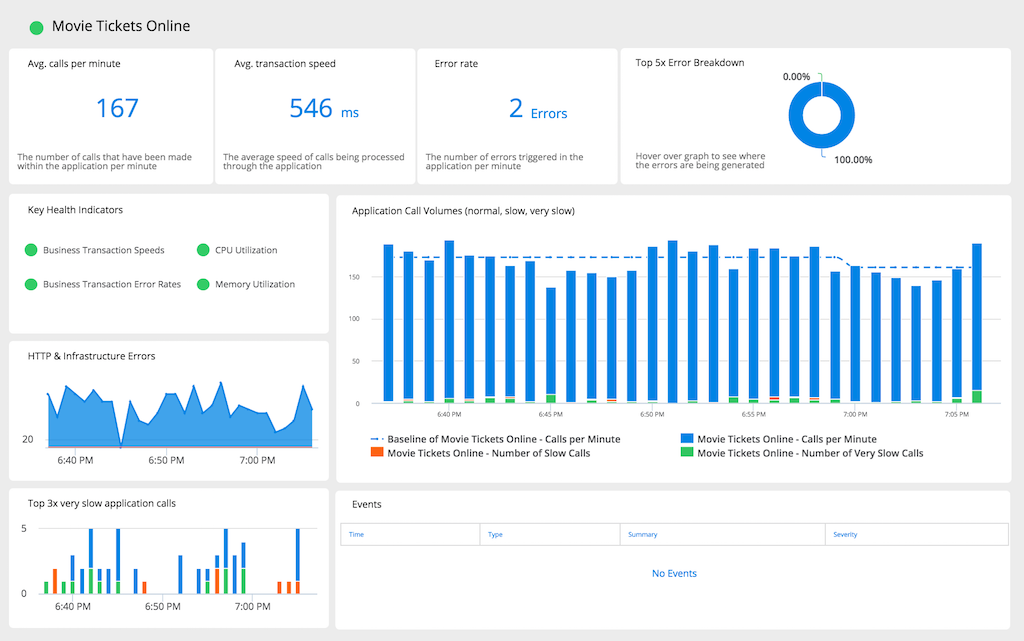 Movie Tickets Online
Avg. calls per minute
167
The number of calls that have been made
within the application per minute
Avg. transaction speed
546 ms
The average speed of calls being processed
through the application
Error rate
2 Errors
The number of errors triggered in the
application per minute
Top 5x Error Breakdown
0.00%
100.00%
Hover over graph to see where
the errors are being generated
Key Health Indicators
Business Transaction Speeds
CPU Utilization
Business Transaction Error Rates
Memory Utilization
Application Call Volumes (normal, slow, very slow)
150
100
50
0
6:40 PM
6:45 PM
6:50 PM
6:55 PM
7:00 PM
7:05 PM
Baseline of Movie Tickets Online - Calls per Minute
Movie Tickets Online - Calls per Minute
Movie Tickets Online - Number of Slow Calls
Movie Tickets Online - Number of Very Slow Calls
HTTP & Infrastructure Errors
20
6:40 PM
6:50 PM
7:00 PM
Top 3x very slow application calls
5
0
6:40 PM
6:50 PM
7:00 PM
Events
Time
Type
Summary
Severity
No Events